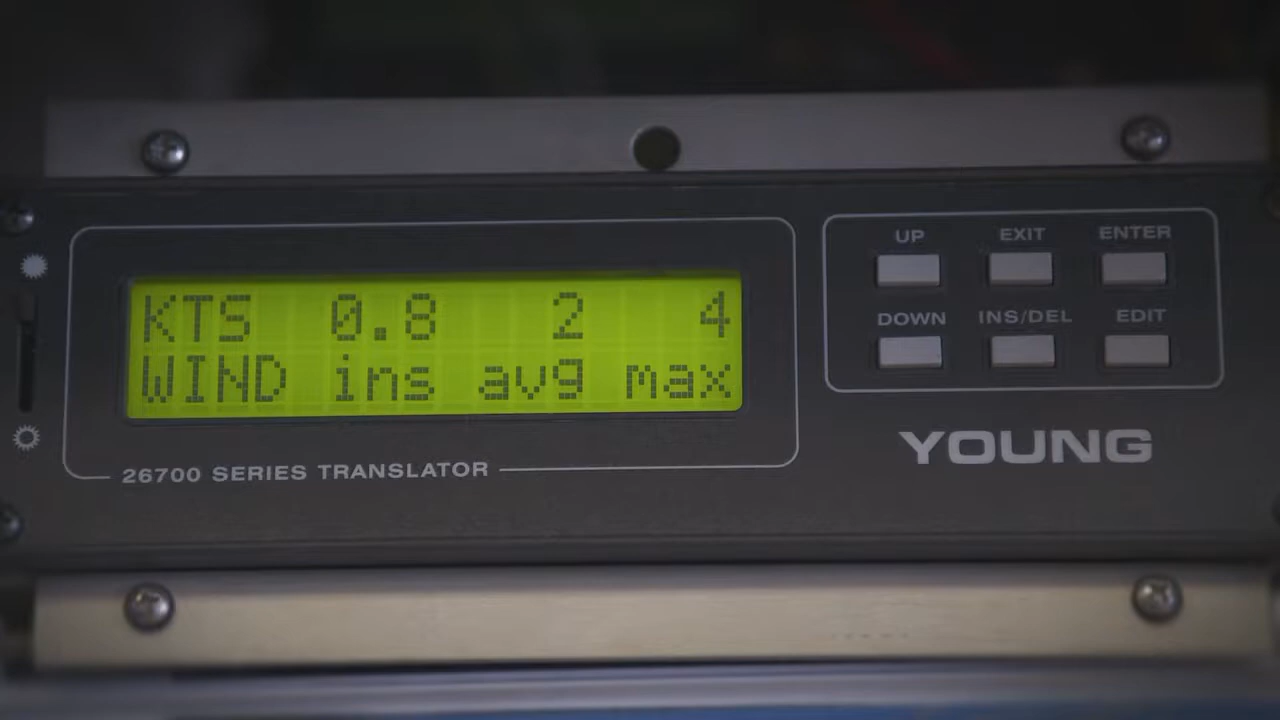 KTS 0.8 2 4
WIND ins avg max
26700 SERIES TRANSLATOR
UP EXIT ENTER
DOWN INS/DEL EDIT
YOUNG